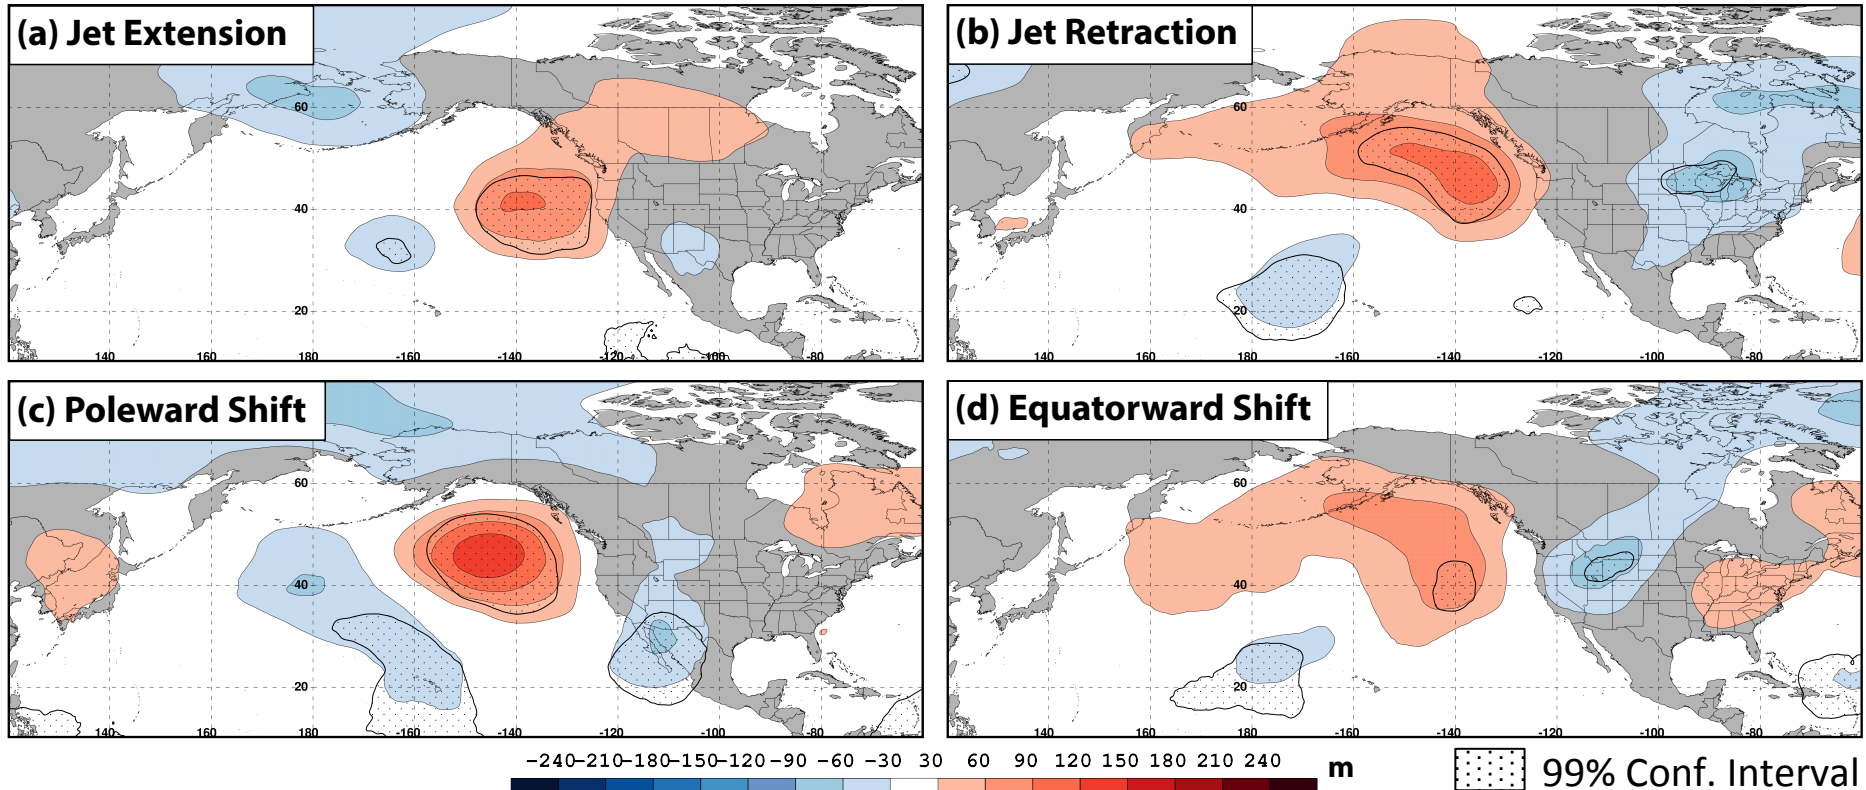 (a) Jet Extension
60
40
20
140 160 180 -160 -140 -120 -100 -80
(b) Jet Retraction
60
40
20
140 160 180 -160 -140 -120 -100 -80
(c) Poleward Shift
60
40
20
140 160 180 -160 -140 -120 -100 -80
(d) Equatorward Shift
60
40
20
140 160 180 -160 -140 -120 -100 -80
-240 -210 -180 -150 -120 -90 -60 -30 30 60 90 120 150 180 210 240 m
99% Conf. Interval